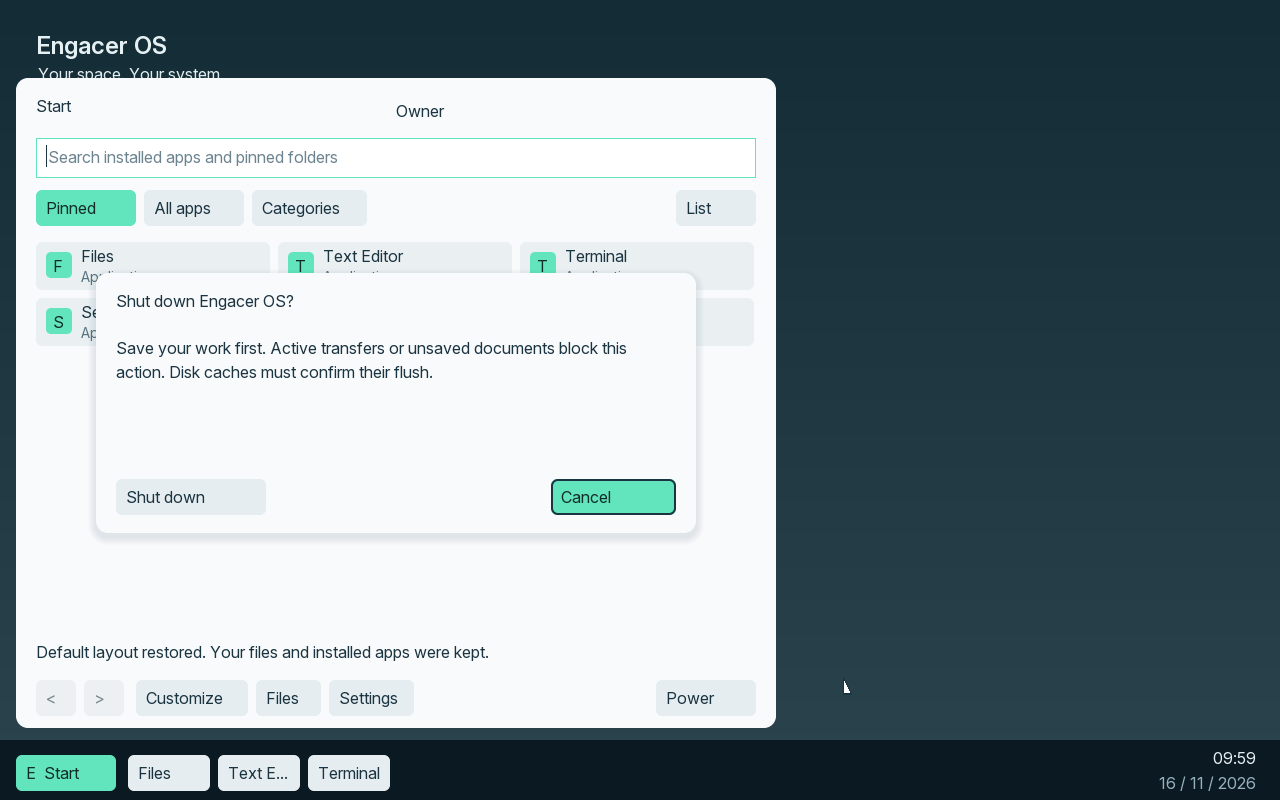 Engacer OS
Your space. Your system
Start
Owner
Search installed apps and pinned folders
Pinned
All apps
Categories
List
F
Files
T
Text Editor
T
Terminal
S
Shut down Engacer OS?
Save your work first. Active transfers or unsaved documents block this
action. Disk caches must confirm their flush.
Shut down
Cancel
Default layout restored. Your files and installed apps were kept.
<
>
Customize
Files
Settings
Power
E Start
Files
Text E...
Terminal
09:59
16 / 11 / 2026